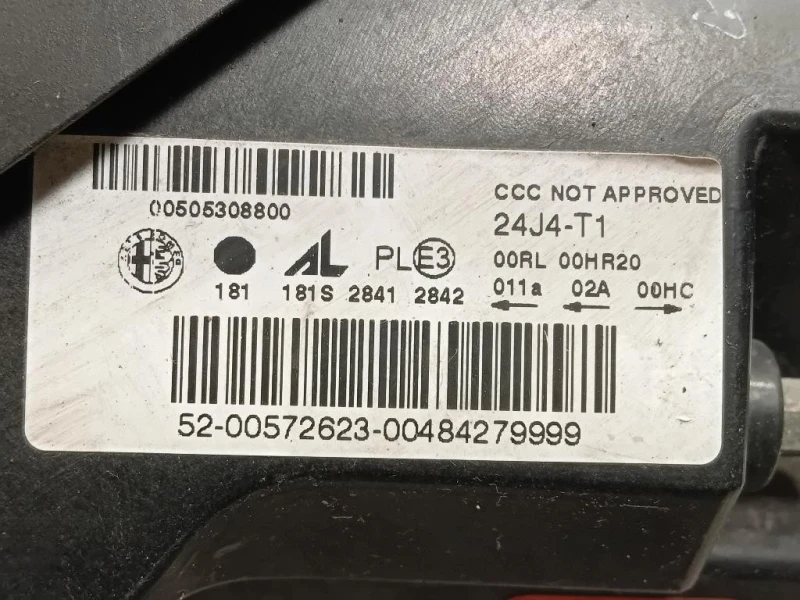 CCC NOT APPROVED
00505308800
24J4-T1
AL PL E3
00RL 00HR20
181 181S 2841 2842
011a 02A 00HC
52-00572623-00484279999